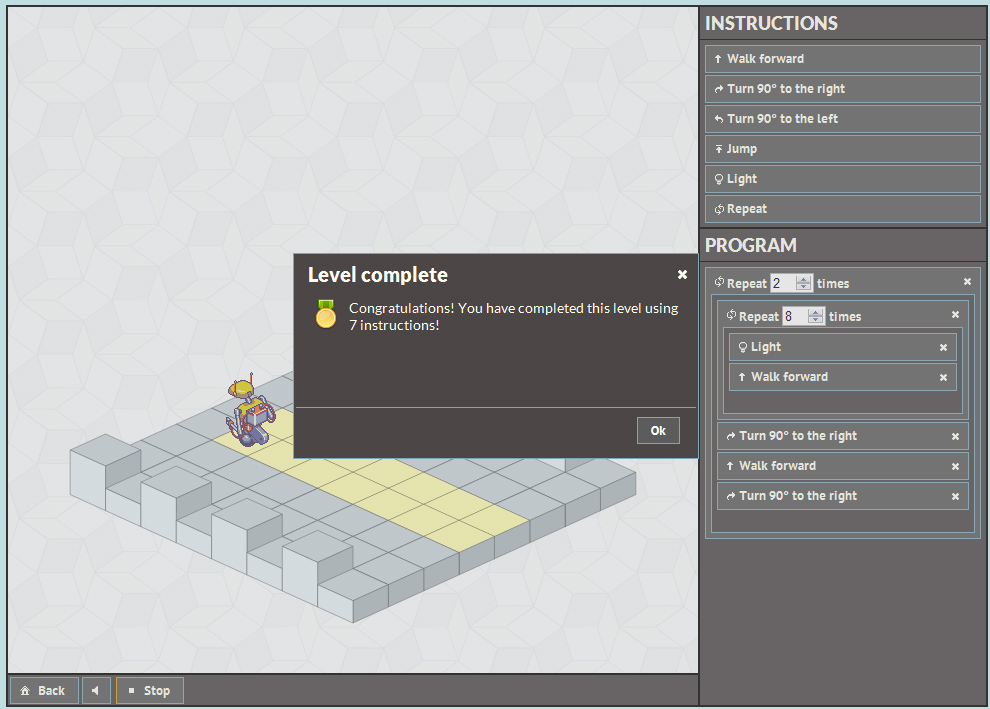 INSTRUCTIONS
Walk forward
Turn 90° to the right
Turn 90° to the left
Jump
Light
Repeat
PROGRAM
Repeat 2 times
Repeat 8 times
Light
Walk forward
Turn 90° to the right
Walk forward
Turn 90° to the right
Level complete
Congratulations! You have completed this level using
7 instructions!
Ok
Back
Stop